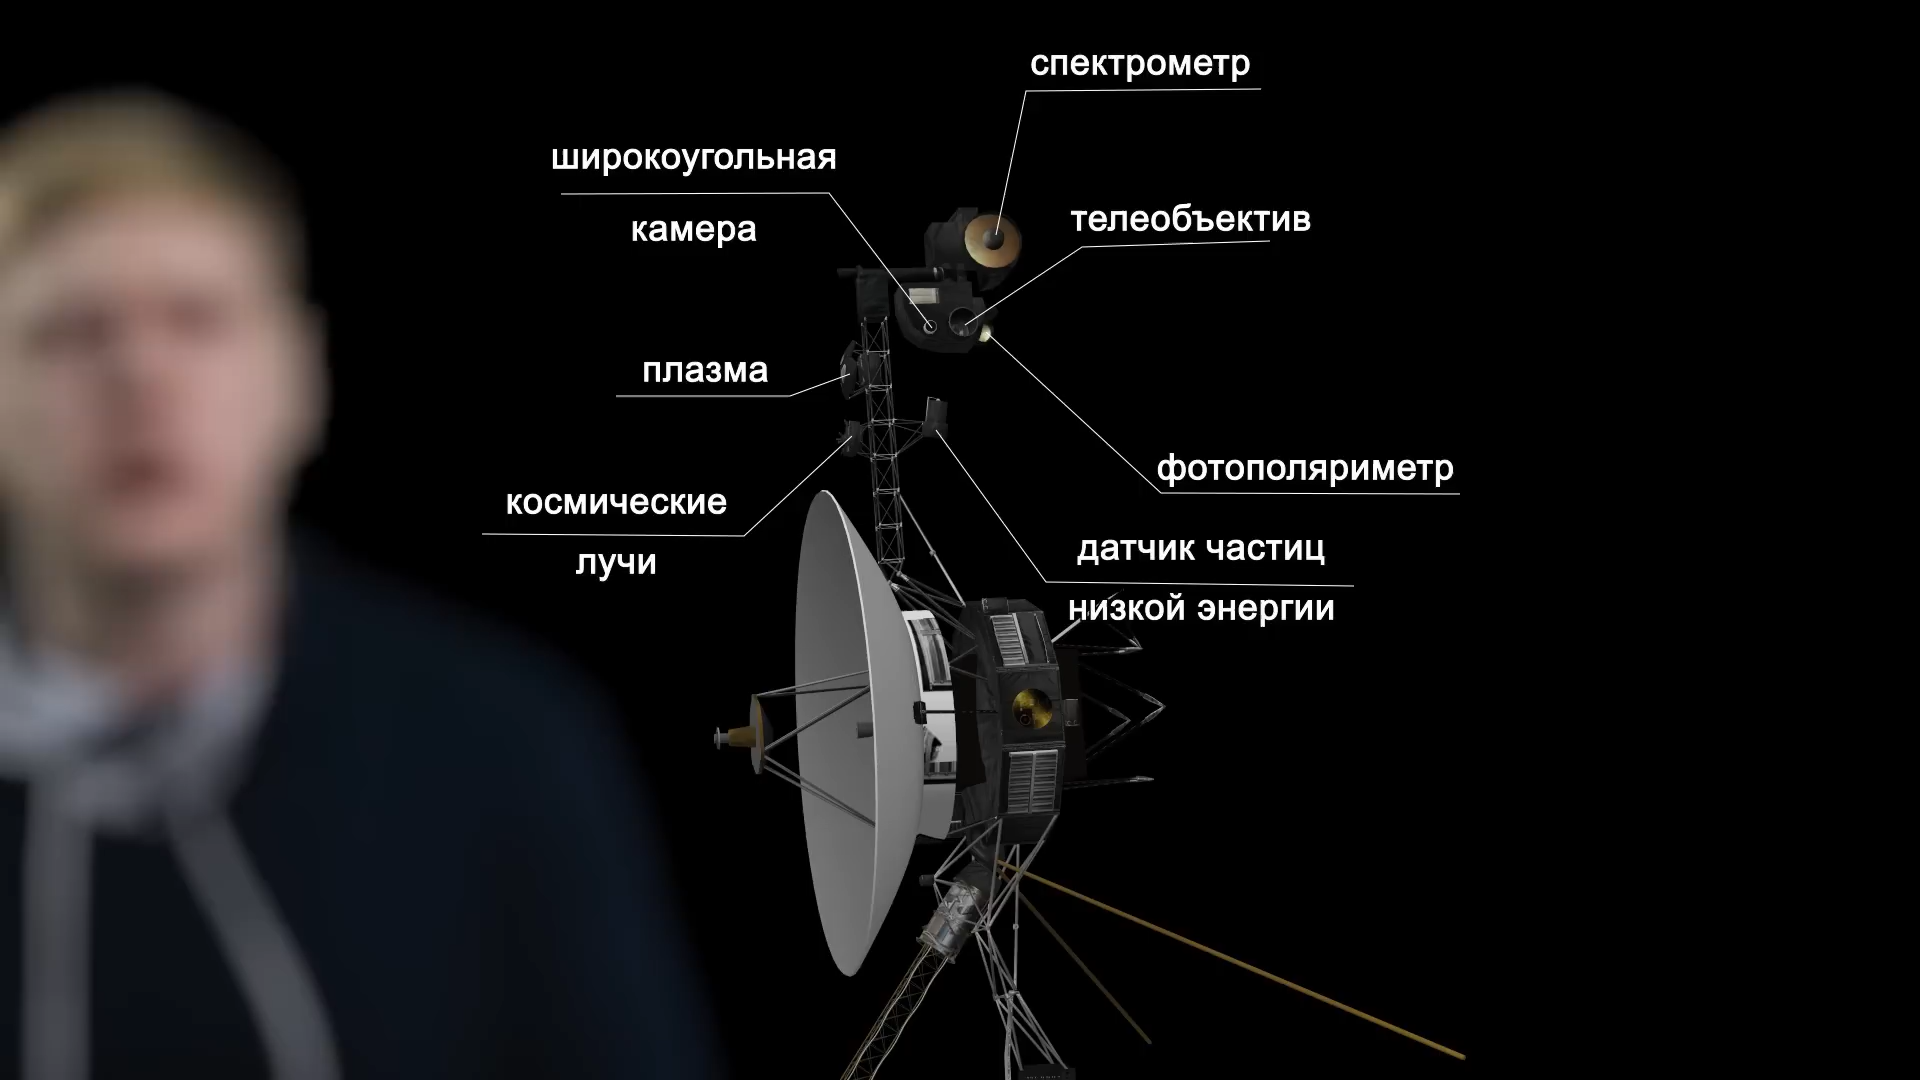 спектрометр
широкоугольная
камера
телеобъектив
плазма
фотополяриметр
космические
лучи
датчик частиц
низкой энергии